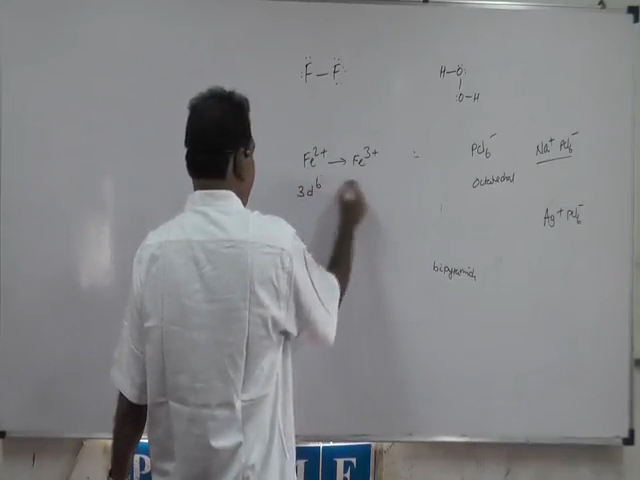 F — F
H—O:
:O—H
Fe²⁺ → Fe³⁺ =
3d⁶
PCl₆⁻
Octahedral
Na⁺ PCl₆⁻
Ag⁺ PCl₆⁻
bipyramid
P
F